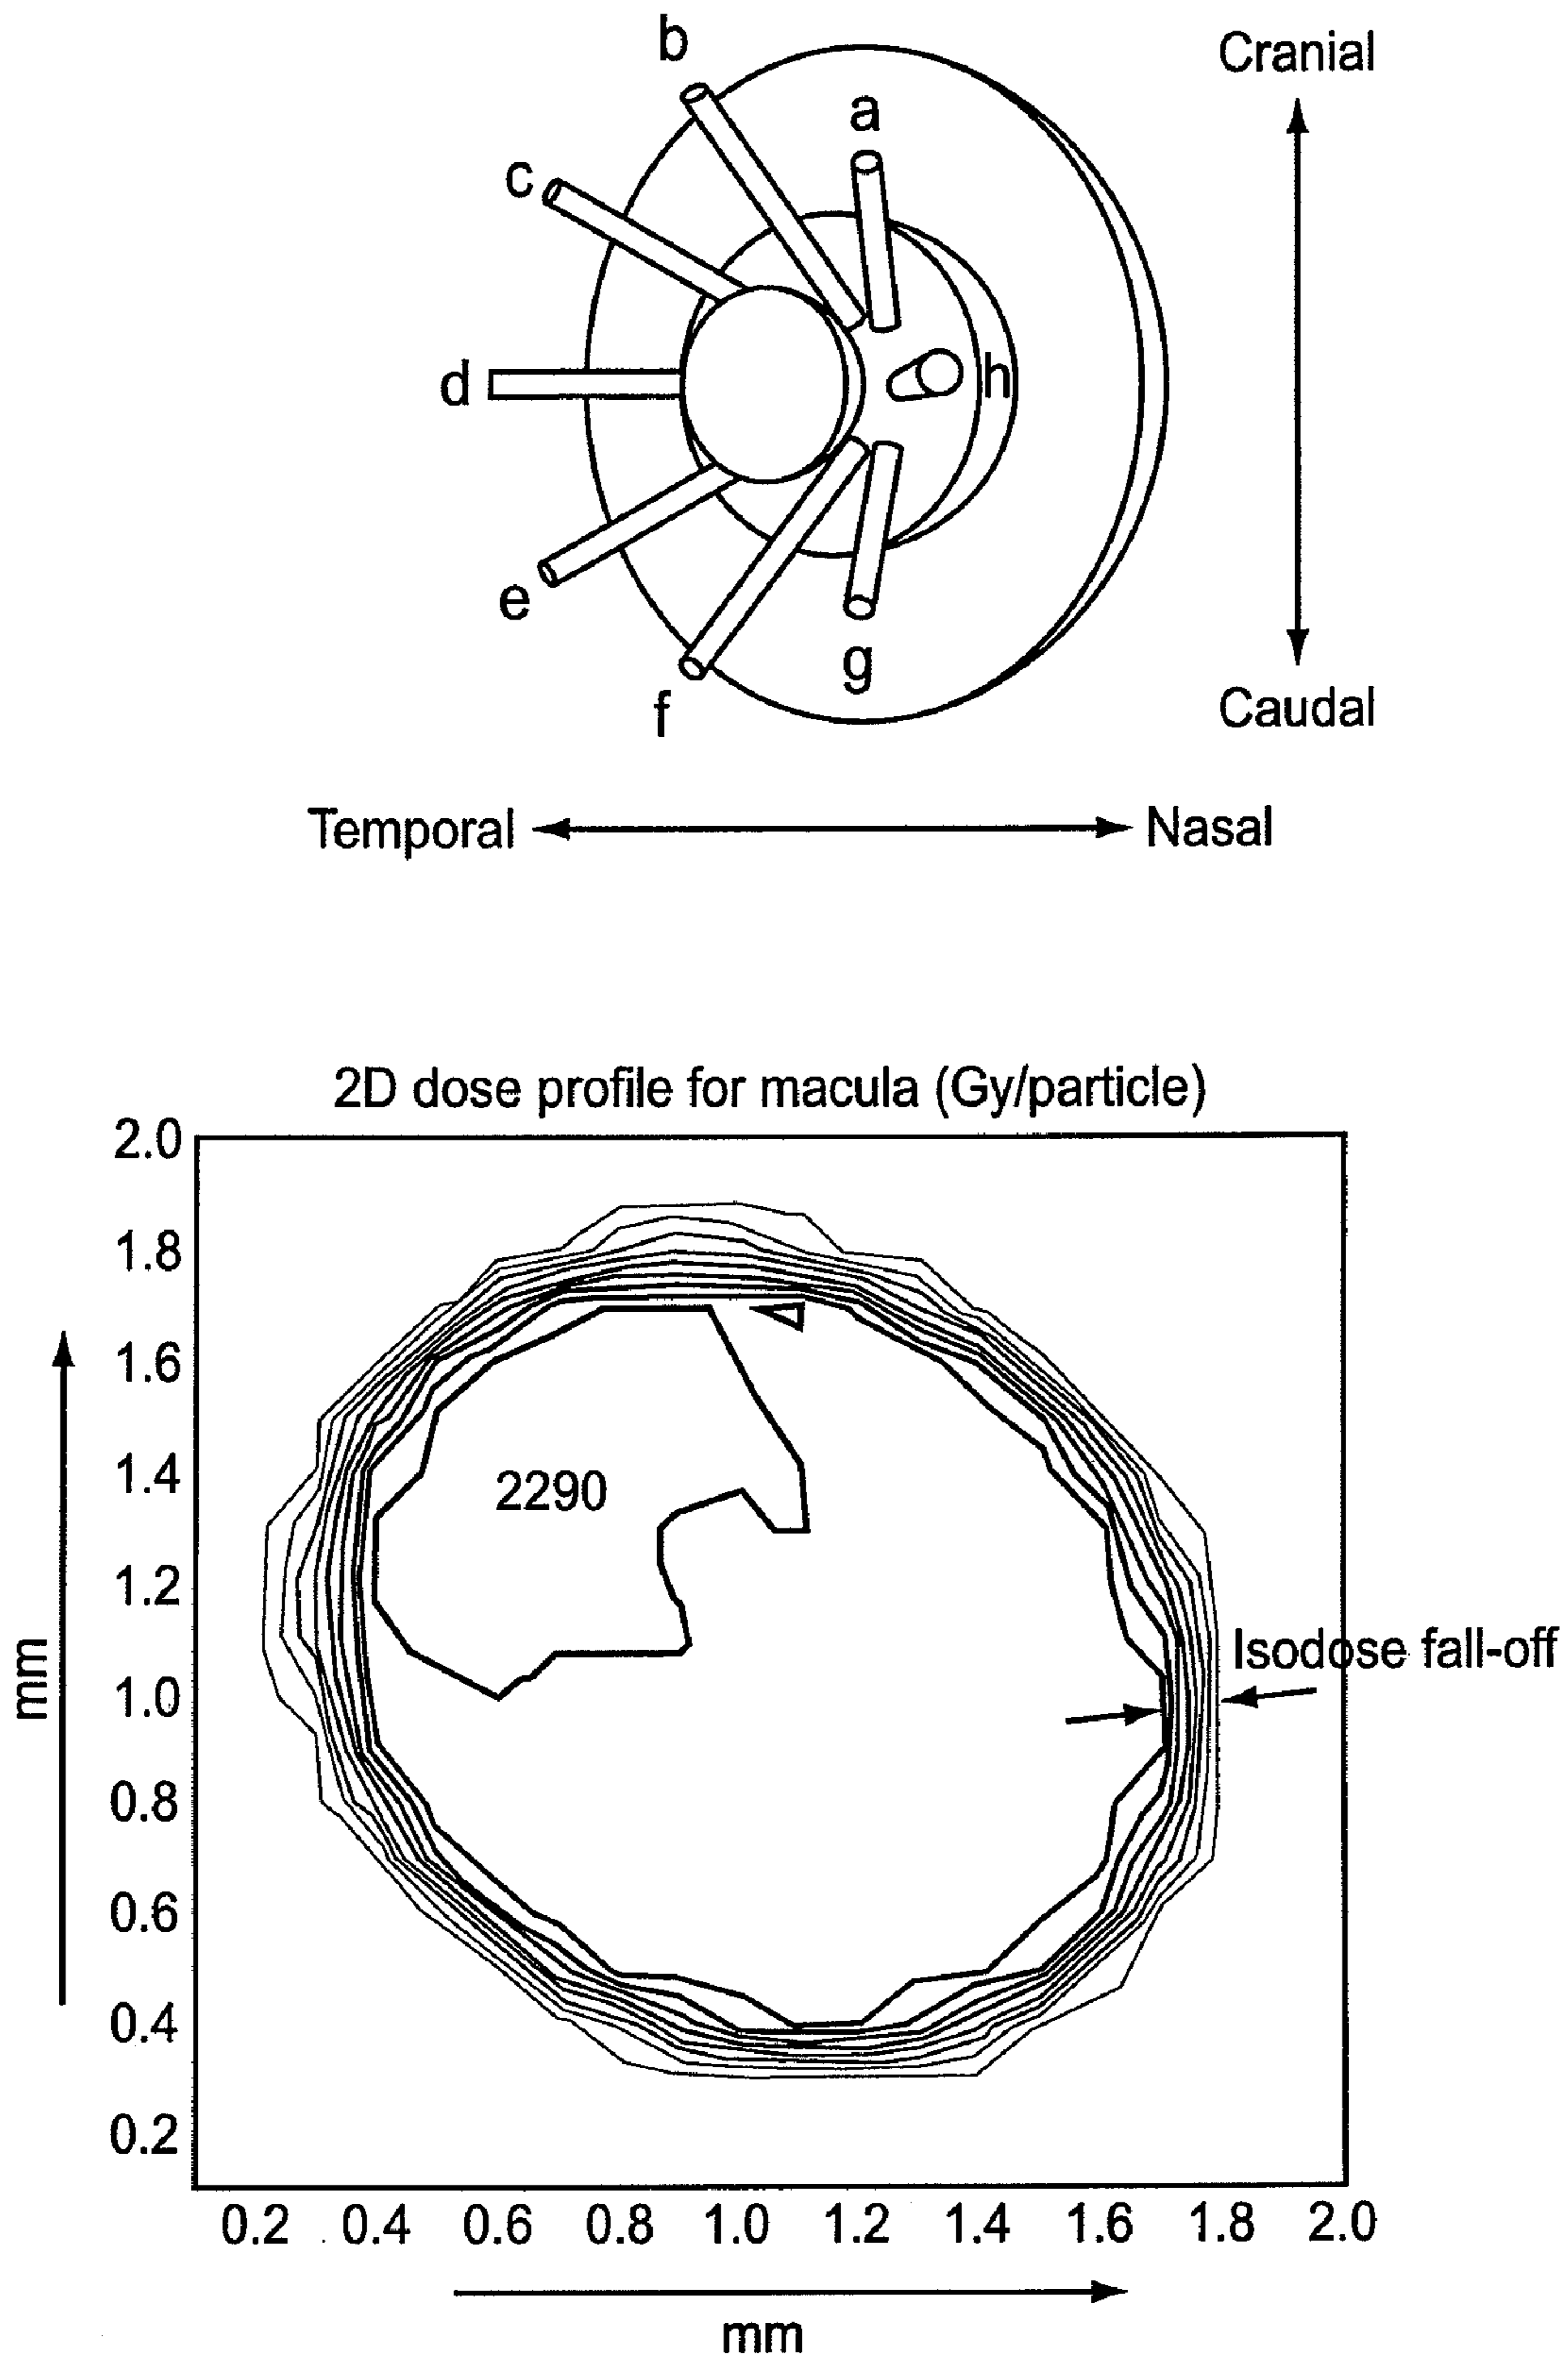 b
Cranial
a
c
d
h
e
g
f
Caudal
Temporal
Nasal
2D dose profile for macula (Gy/particle)
2.0
1.8
1.6
1.4
2290
1.2
Isodose fall-off
mm
1.0
0.8
0.6
0.4
0.2
0.2 0.4 0.6 0.8 1.0 1.2 1.4 1.6 1.8 2.0
mm